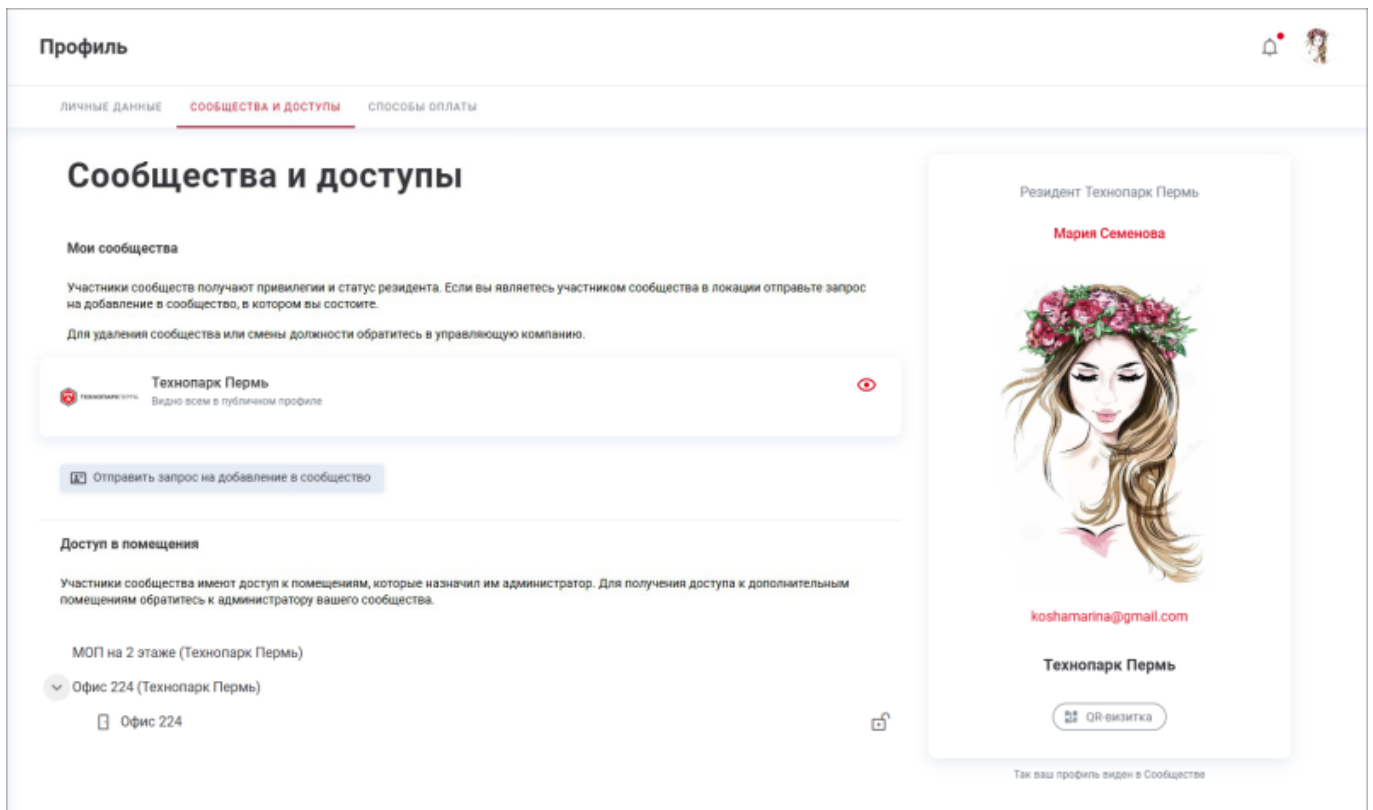 Профиль
ЛИЧНЫЕ ДАННЫЕ
СООБЩЕСТВА И ДОСТУПЫ
СПОСОБЫ ОПЛАТЫ
Сообщества и доступы
Мои сообщества
Участники сообществ получают привилегии и статус резидента. Если вы являетесь участником сообщества в локации отправьте запрос
на добавление в сообщество, в котором вы состоите.
Для удаления сообщества или смены должности обратитесь в управляющую компанию.
ТЕХНОПАРК ПЕРМЬ
Технопарк Пермь
Видно всем в публичном профиле
Отправить запрос на добавление в сообщество
Доступ в помещения
Участники сообщества имеют доступ к помещениям, которые назначил им администратор. Для получения доступа к дополнительным
помещениям обратитесь к администратору вашего сообщества.
МОП на 2 этаже (Технопарк Пермь)
Офис 224 (Технопарк Пермь)
Офис 224
Резидент Технопарк Пермь
Мария Семенова
koshamarina@gmail.com
Технопарк Пермь
QR-визитка
Так ваш профиль виден в Сообществе